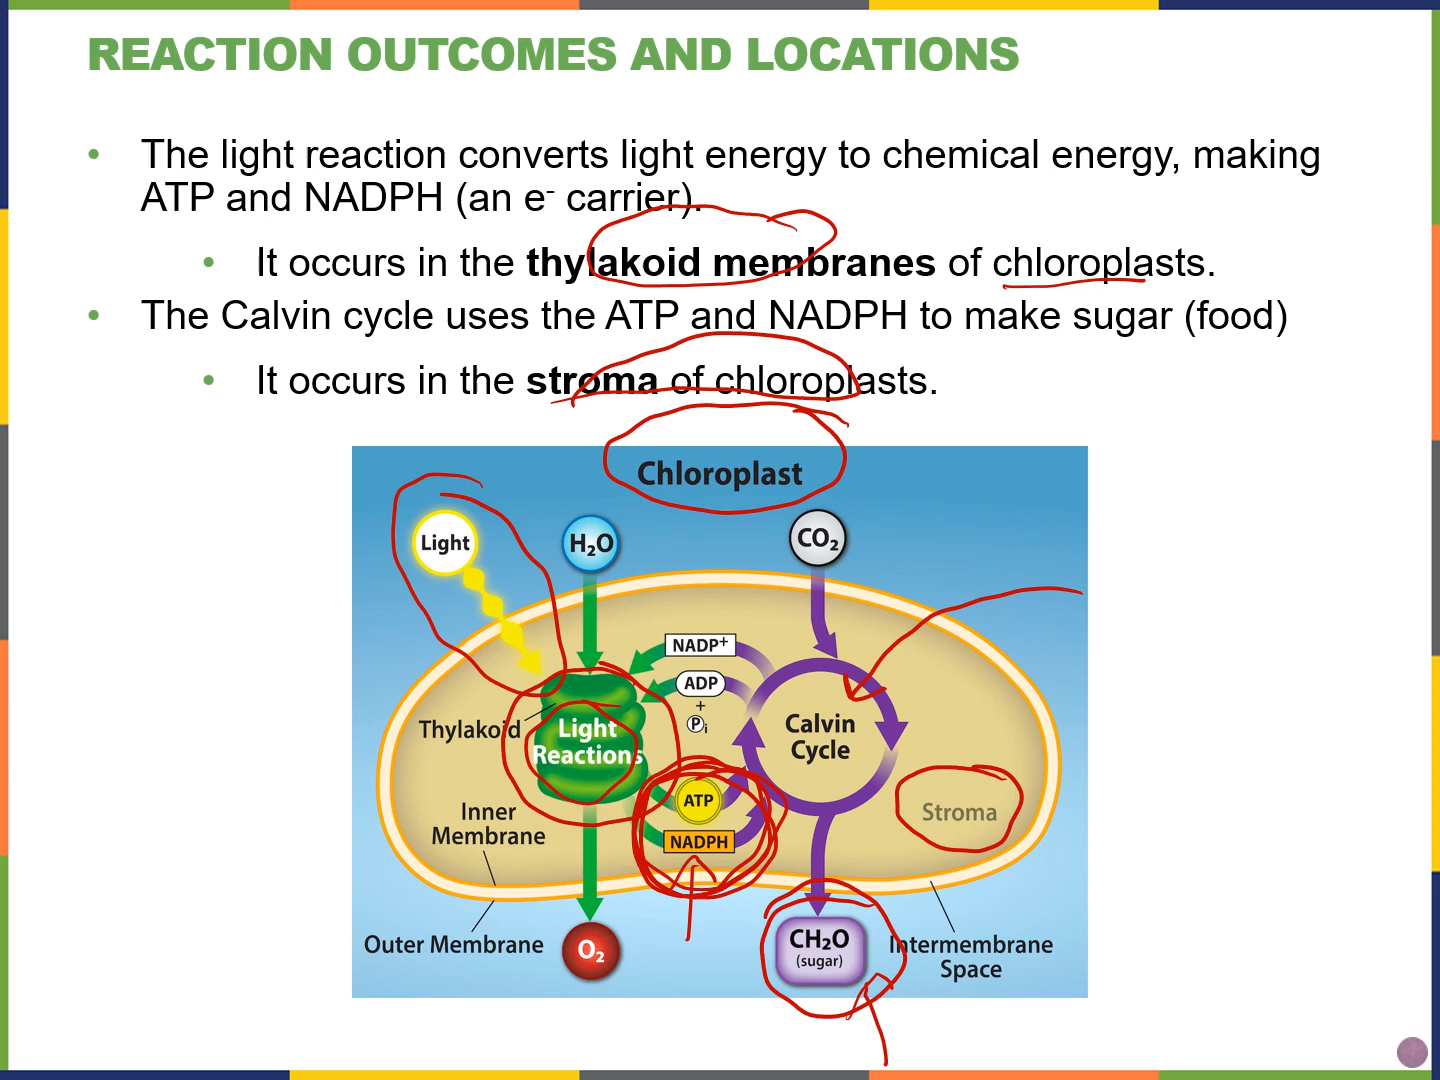 REACTION OUTCOMES AND LOCATIONS
• The light reaction converts light energy to chemical energy, making
ATP and NADPH (an e⁻ carrier).
• It occurs in the thylakoid membranes of chloroplasts.
• The Calvin cycle uses the ATP and NADPH to make sugar (food)
• It occurs in the stroma of chloroplasts.
Chloroplast
Light
H₂O
CO₂
NADP⁺
ADP
+
Pᵢ
Thylakoid
Light
Reactions
Calvin
Cycle
ATP
NADPH
Stroma
Inner
Membrane
Outer Membrane
O₂
CH₂O
(sugar)
Intermembrane
Space